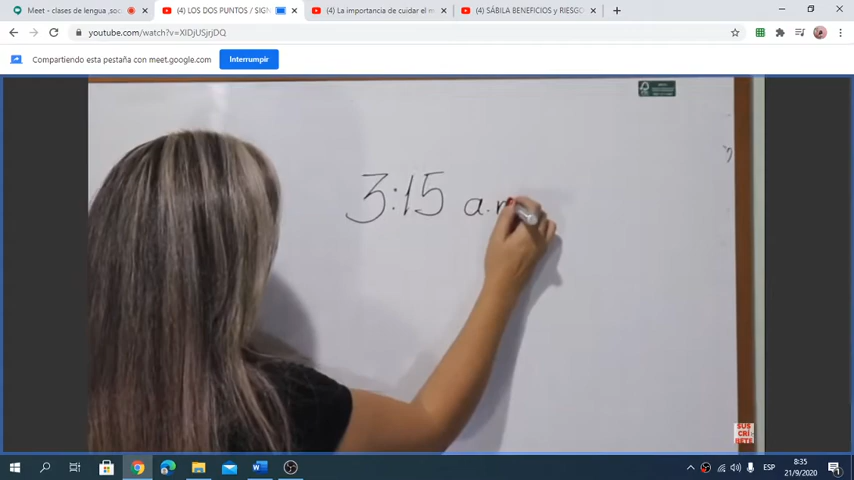 Meet - clases de lengua ,soc
(4) LOS DOS PUNTOS / SIGN
(4) La importancia de cuidar el m
(4) SÁBILA BENEFICIOS y RIESGO
youtube.com/watch?v=XIDjUSjrjDQ
Compartiendo esta pestaña con meet.google.com
Interrumpir
3:15 a.m
SUS
CRÍ
BETE
ESP
8:35
21/9/2020